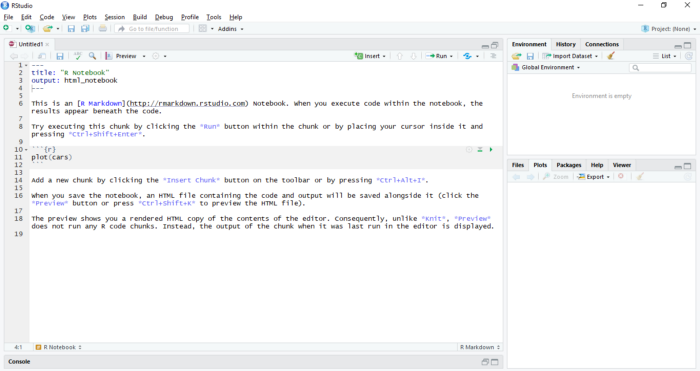 RStudio
File Edit Code View Plots Session Build Debug Profile Tools Help
Go to file/function Addins Project: (None)
Untitled1
Preview Insert Run
1 ---
2 title: "R Notebook"
3 output: html_notebook
4 ---
5
6 This is an [R Markdown](http://rmarkdown.rstudio.com) Notebook. When you execute code within the notebook, the
results appear beneath the code.
7
8 Try executing this chunk by clicking the *Run* button within the chunk or by placing your cursor inside it and
pressing *Ctrl+Shift+Enter*.
9
10 ```{r}
11 plot(cars)
12 ```
13
14 Add a new chunk by clicking the *Insert Chunk* button on the toolbar or by pressing *Ctrl+Alt+I*.
15
16 When you save the notebook, an HTML file containing the code and output will be saved alongside it (click the
*Preview* button or press *Ctrl+Shift+K* to preview the HTML file).
17
18 The preview shows you a rendered HTML copy of the contents of the editor. Consequently, unlike *Knit*, *Preview*
does not run any R code chunks. Instead, the output of the chunk when it was last run in the editor is displayed.
19
4:1 R Notebook R Markdown
Console
Environment History Connections
Import Dataset List
Global Environment
Environment is empty
Files Plots Packages Help Viewer
Zoom Export